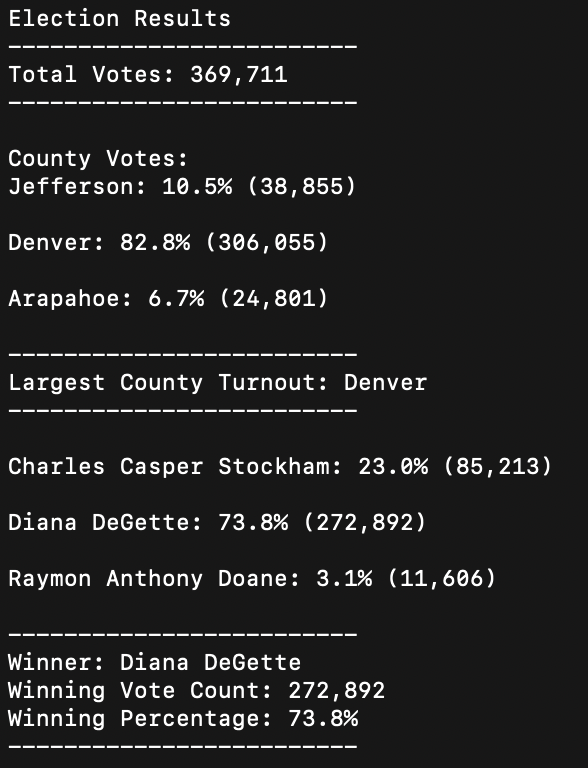 Election Results
-------------------------
Total Votes: 369,711
-------------------------
County Votes:
Jefferson: 10.5% (38,855)
Denver: 82.8% (306,055)
Arapahoe: 6.7% (24,801)
-------------------------
Largest County Turnout: Denver
-------------------------
Charles Casper Stockham: 23.0% (85,213)
Diana DeGette: 73.8% (272,892)
Raymon Anthony Doane: 3.1% (11,606)
-------------------------
Winner: Diana DeGette
Winning Vote Count: 272,892
Winning Percentage: 73.8%
-------------------------